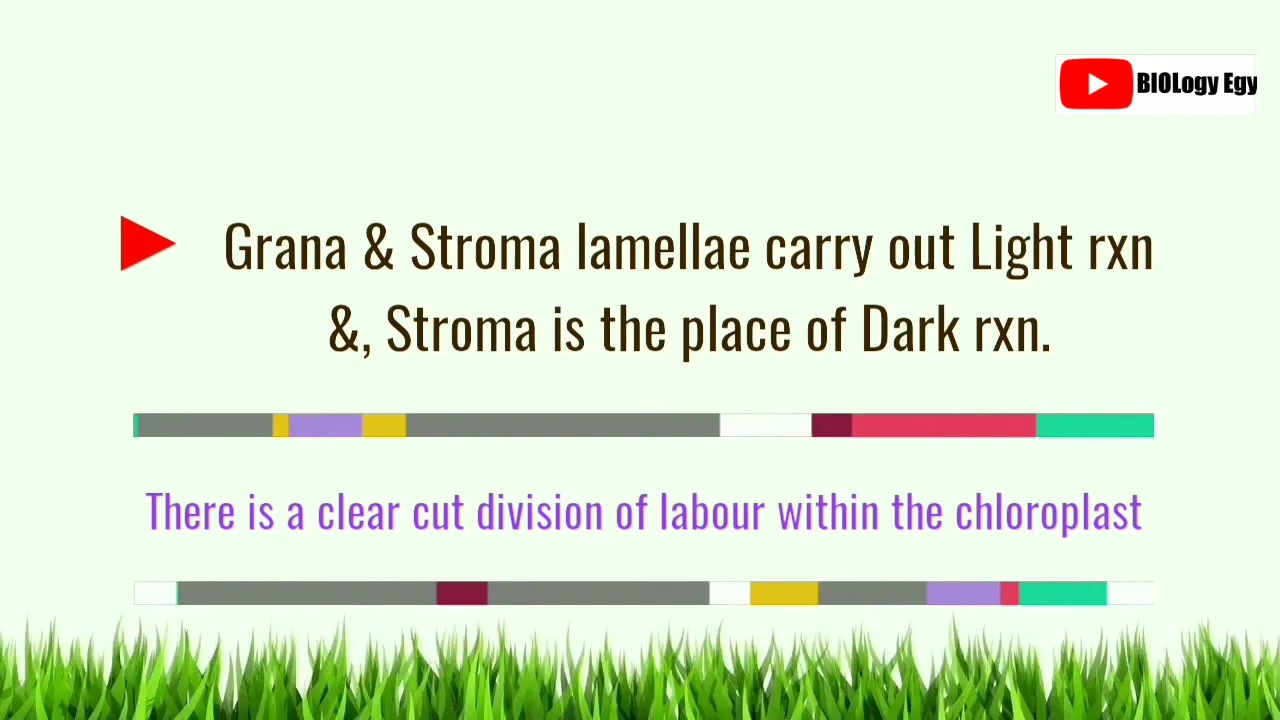 BIOLogy Egy
Grana & Stroma lamellae carry out Light rxn
&, Stroma is the place of Dark rxn.
There is a clear cut division of labour within the chloroplast